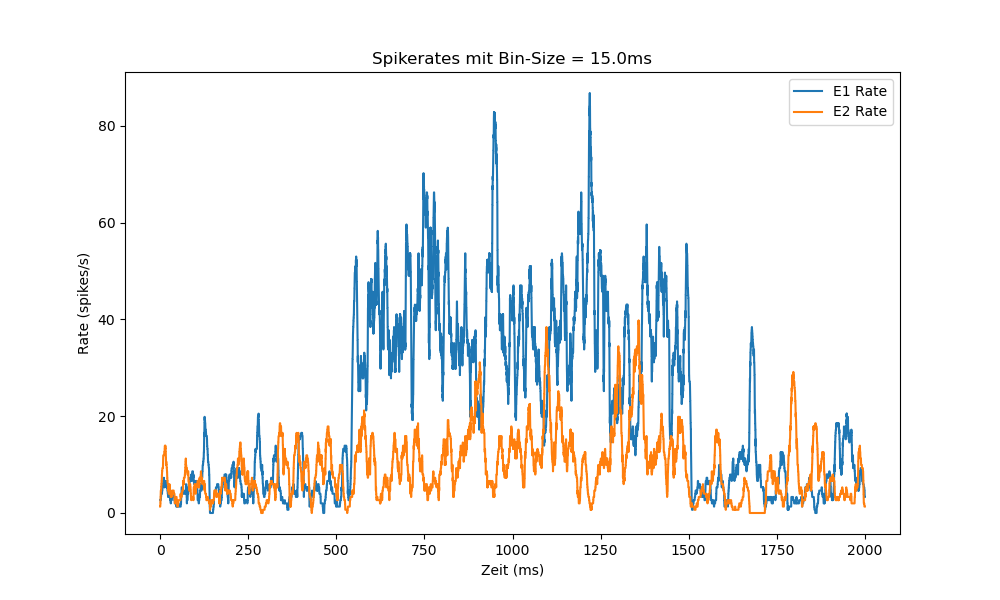 Spikerates mit Bin-Size = 15.0ms
E1 Rate
E2 Rate
Rate (spikes/s)
80
60
40
20
0
0 250 500 750 1000 1250 1500 1750 2000
Zeit (ms)